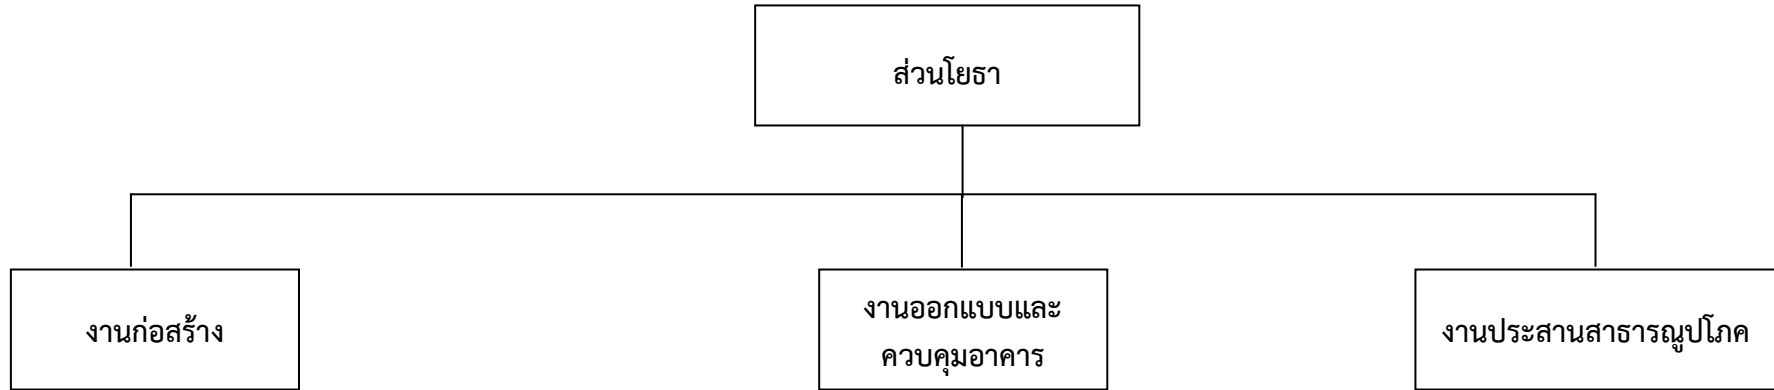 ส่วนโยธา
งานก่อสร้าง
งานออกแบบและ
ควบคุมอาคาร
งานประสานสาธารณูปโภค